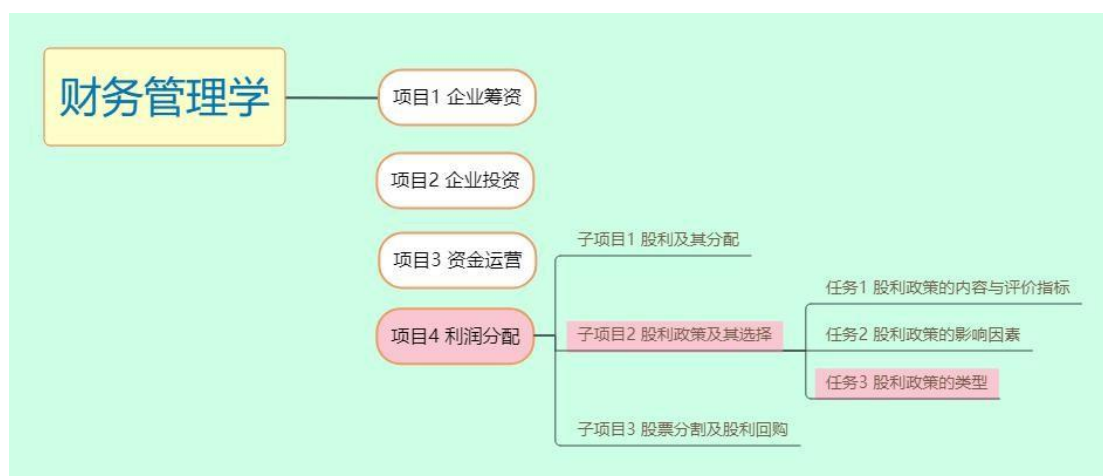 财务管理学
项目1 企业筹资
项目2 企业投资
项目3 资金运营
项目4 利润分配
子项目1 股利及其分配
子项目2 股利政策及其选择
任务1 股利政策的内容与评价指标
任务2 股利政策的影响因素
任务3 股利政策的类型
子项目3 股票分割及股利回购